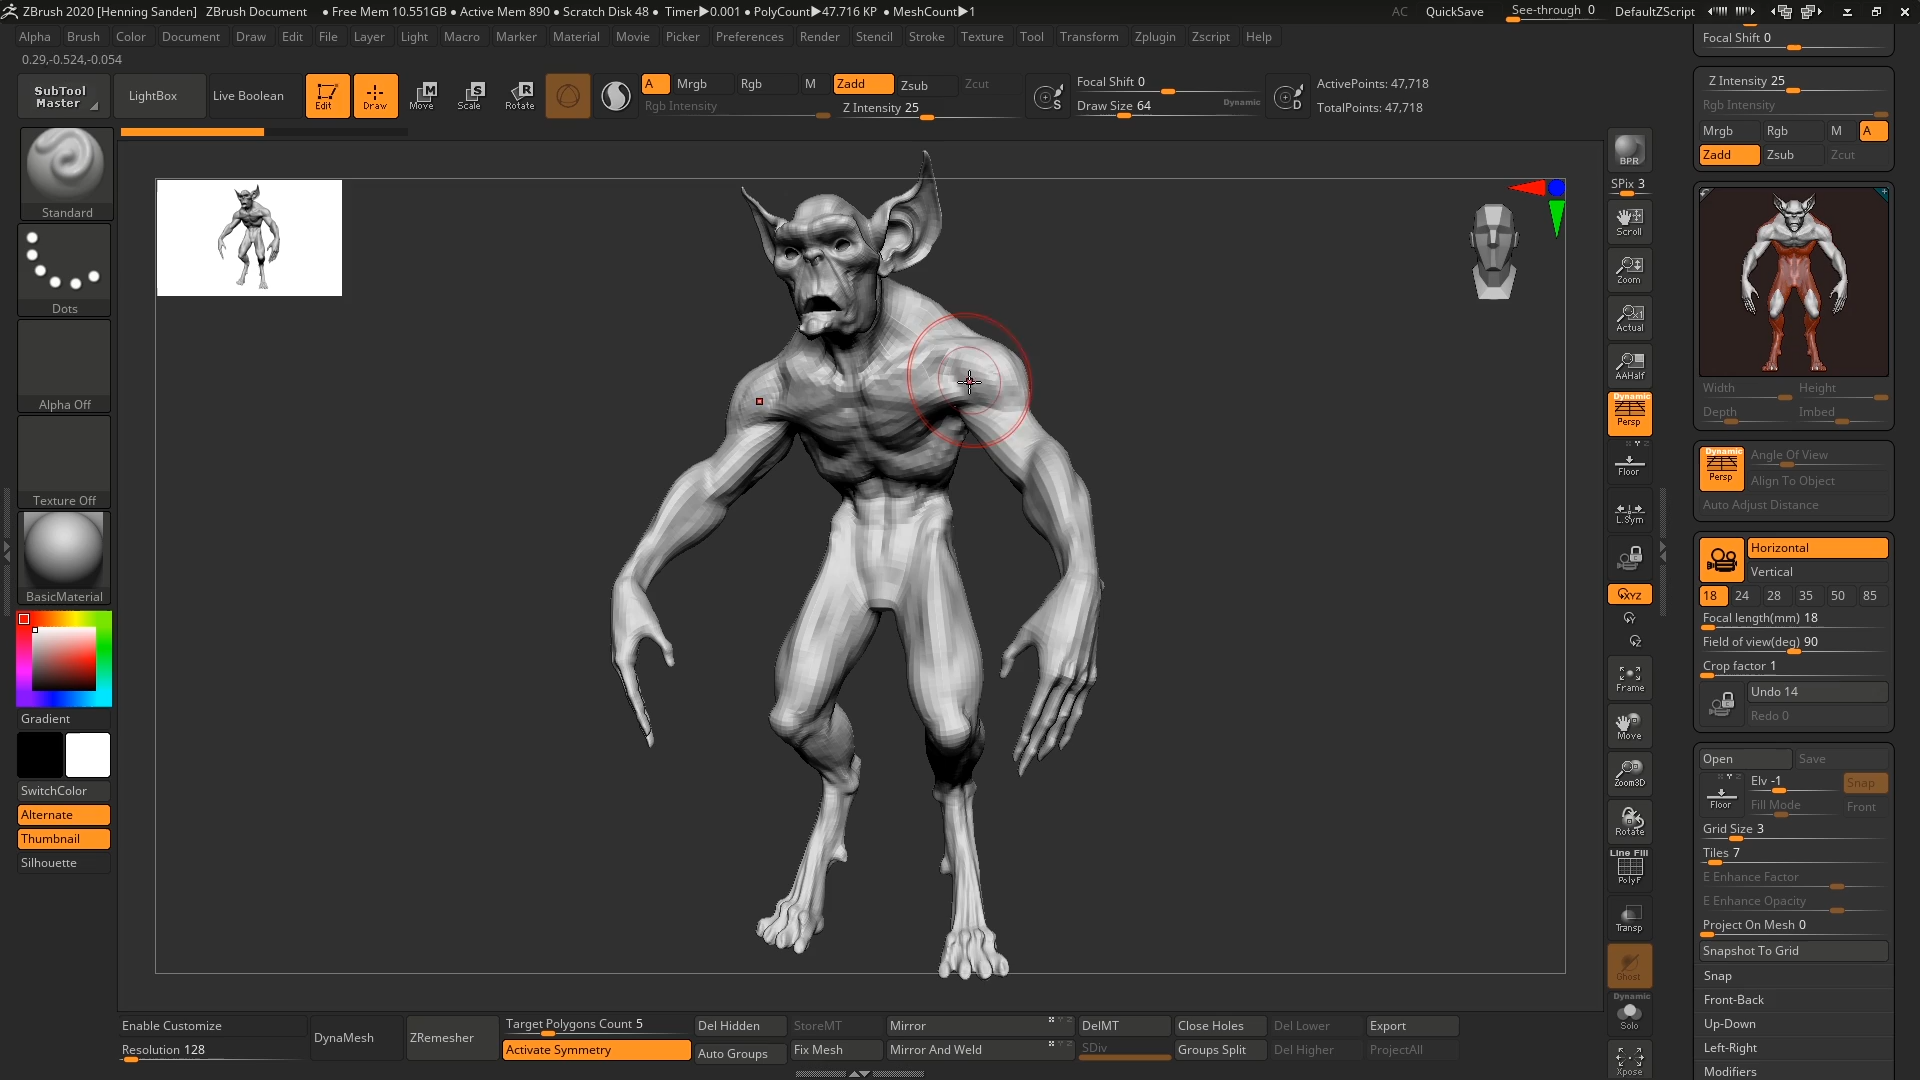 ZBrush 2020 [Henning Sanden] ZBrush Document • Free Mem 10.551GB • Active Mem 890 • Scratch Disk 48 • Timer▶0.001 • PolyCount▶47.716 KP • MeshCount▶1 AC QuickSave See-through 0 DefaultZScript
Alpha Brush Color Document Draw Edit File Layer Light Macro Marker Material Movie Picker Preferences Render Stencil Stroke Texture Tool Transform Zplugin Zscript Help
0.29,-0.524,-0.054
SubTool Master
LightBox
Live Boolean
Edit
Draw
Move
Scale
Rotate
A Mrgb Rgb M Zadd Zsub Zcut
Rgb Intensity Z Intensity 25
S
Focal Shift 0
Draw Size 64 Dynamic
D
ActivePoints: 47,718
TotalPoints: 47,718
Standard
Dots
Alpha Off
Texture Off
BasicMaterial
Gradient
SwitchColor
Alternate
Thumbnail
Silhouette
BPR
SPix 3
Scroll
Zoom
Actual
AAHalf
Dynamic
Persp
Floor
L.Sym
XYZ
Y
Z
Frame
Move
Zoom3D
Rotate
Line Fill
PolyF
Transp
Ghost
Dynamic
Solo
Xpose
Focal Shift 0
Z Intensity 25
Rgb Intensity
Mrgb Rgb M A
Zadd Zsub Zcut
Width Height
Depth Imbed
Dynamic
Persp
Angle Of View
Align To Object
Auto Adjust Distance
Horizontal
Vertical
18 24 28 35 50 85
Focal length(mm) 18
Field of view(deg) 90
Crop factor 1
Undo 14
Redo 0
Open Save
Floor
Elv -1 Snap
Fill Mode Front
Grid Size 3
Tiles 7
E Enhance Factor
E Enhance Opacity
Project On Mesh 0
Snapshot To Grid
Snap
Front-Back
Up-Down
Left-Right
Modifiers
Enable Customize
Resolution 128
DynaMesh
ZRemesher
Target Polygons Count 5
Activate Symmetry
Del Hidden StoreMT Mirror DelMT Close Holes Del Lower Export
Auto Groups Fix Mesh Mirror And Weld SDiv Groups Split Del Higher ProjectAll